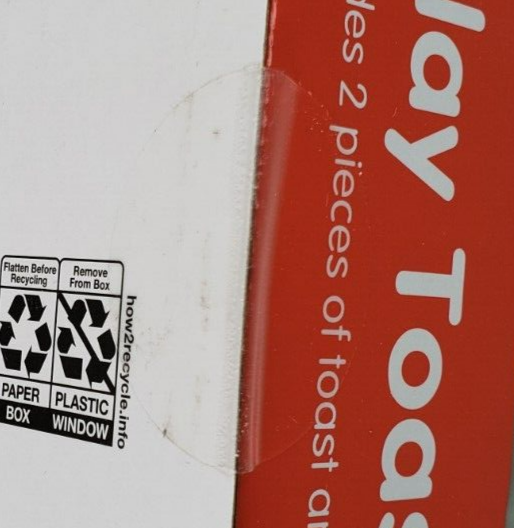 lay Toas
des 2 pieces of toast a
Flatten Before
Recycling
PAPER
BOX
Remove
From Box
PLASTIC
WINDOW
how2recycle.info